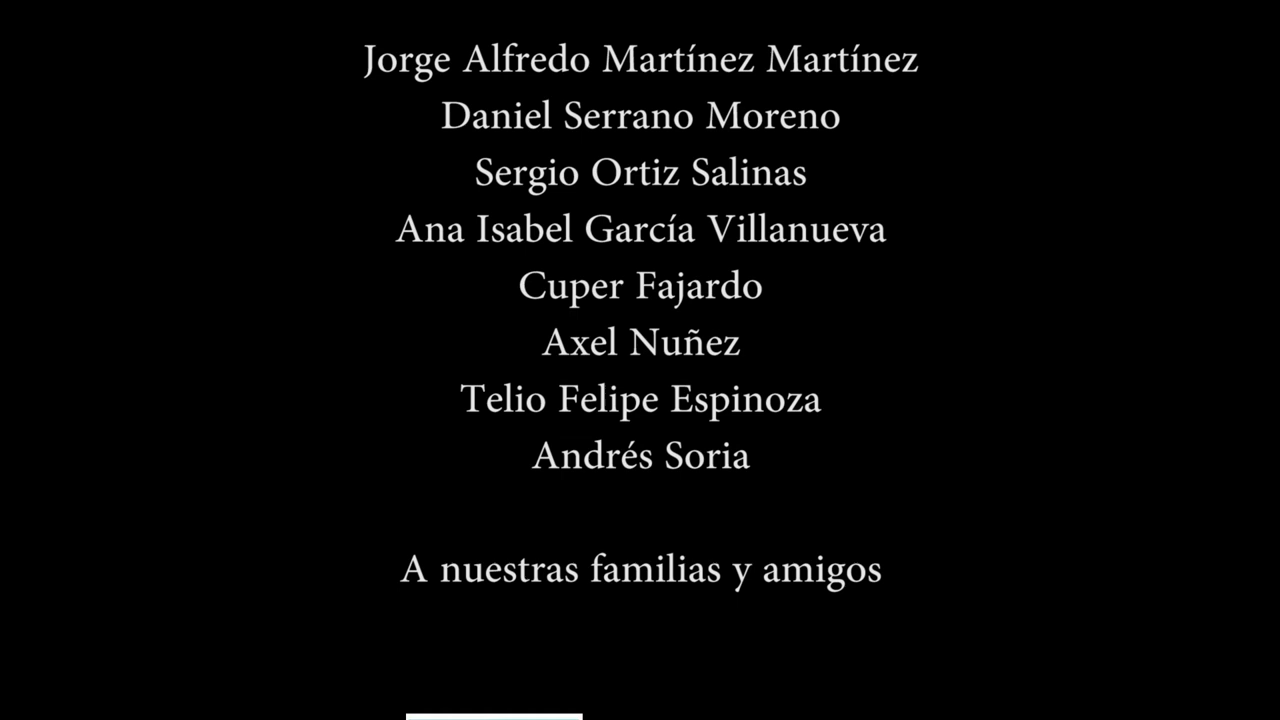 Jorge Alfredo Martínez Martínez
Daniel Serrano Moreno
Sergio Ortiz Salinas
Ana Isabel García Villanueva
Cuper Fajardo
Axel Nuñez
Telio Felipe Espinoza
Andrés Soria
A nuestras familias y amigos